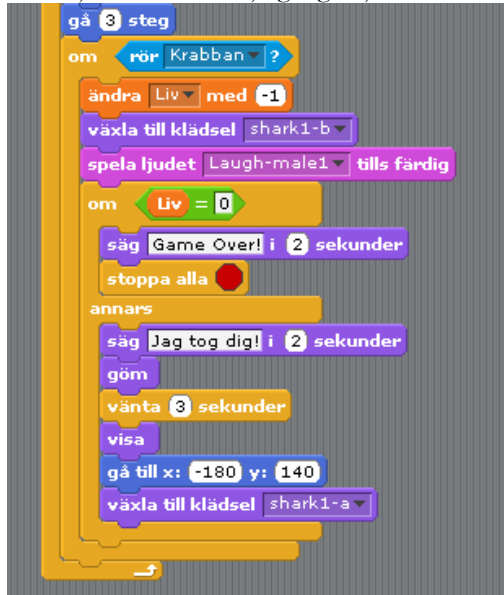 gå 3 steg
om rör Krabban ?
ändra Liv med -1
växla till klädsel shark1-b
spela ljudet Laugh-male1 tills färdig
om Liv = 0
säg Game Over! i 2 sekunder
stoppa alla
annars
säg Jag tog dig! i 2 sekunder
göm
vänta 3 sekunder
visa
gå till x: -180 y: 140
växla till klädsel shark1-a